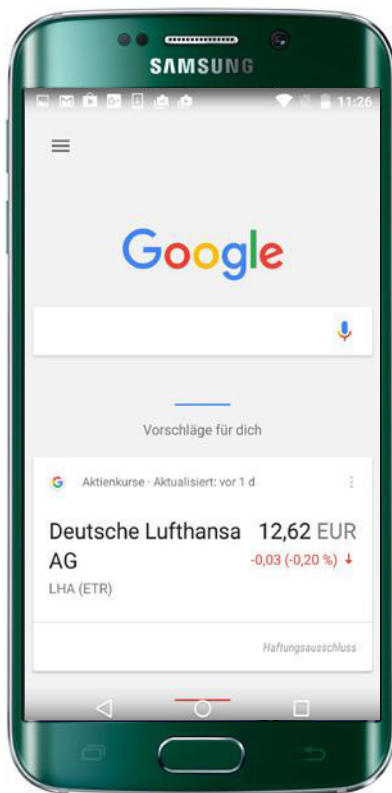 SAMSUNG
11:26
Google
Vorschläge für dich
Aktienkurse · Aktualisiert: vor 1 d
Deutsche Lufthansa 12,62 EUR
AG -0,03 (-0,20 %) ↓
LHA (ETR)
Haftungsausschluss